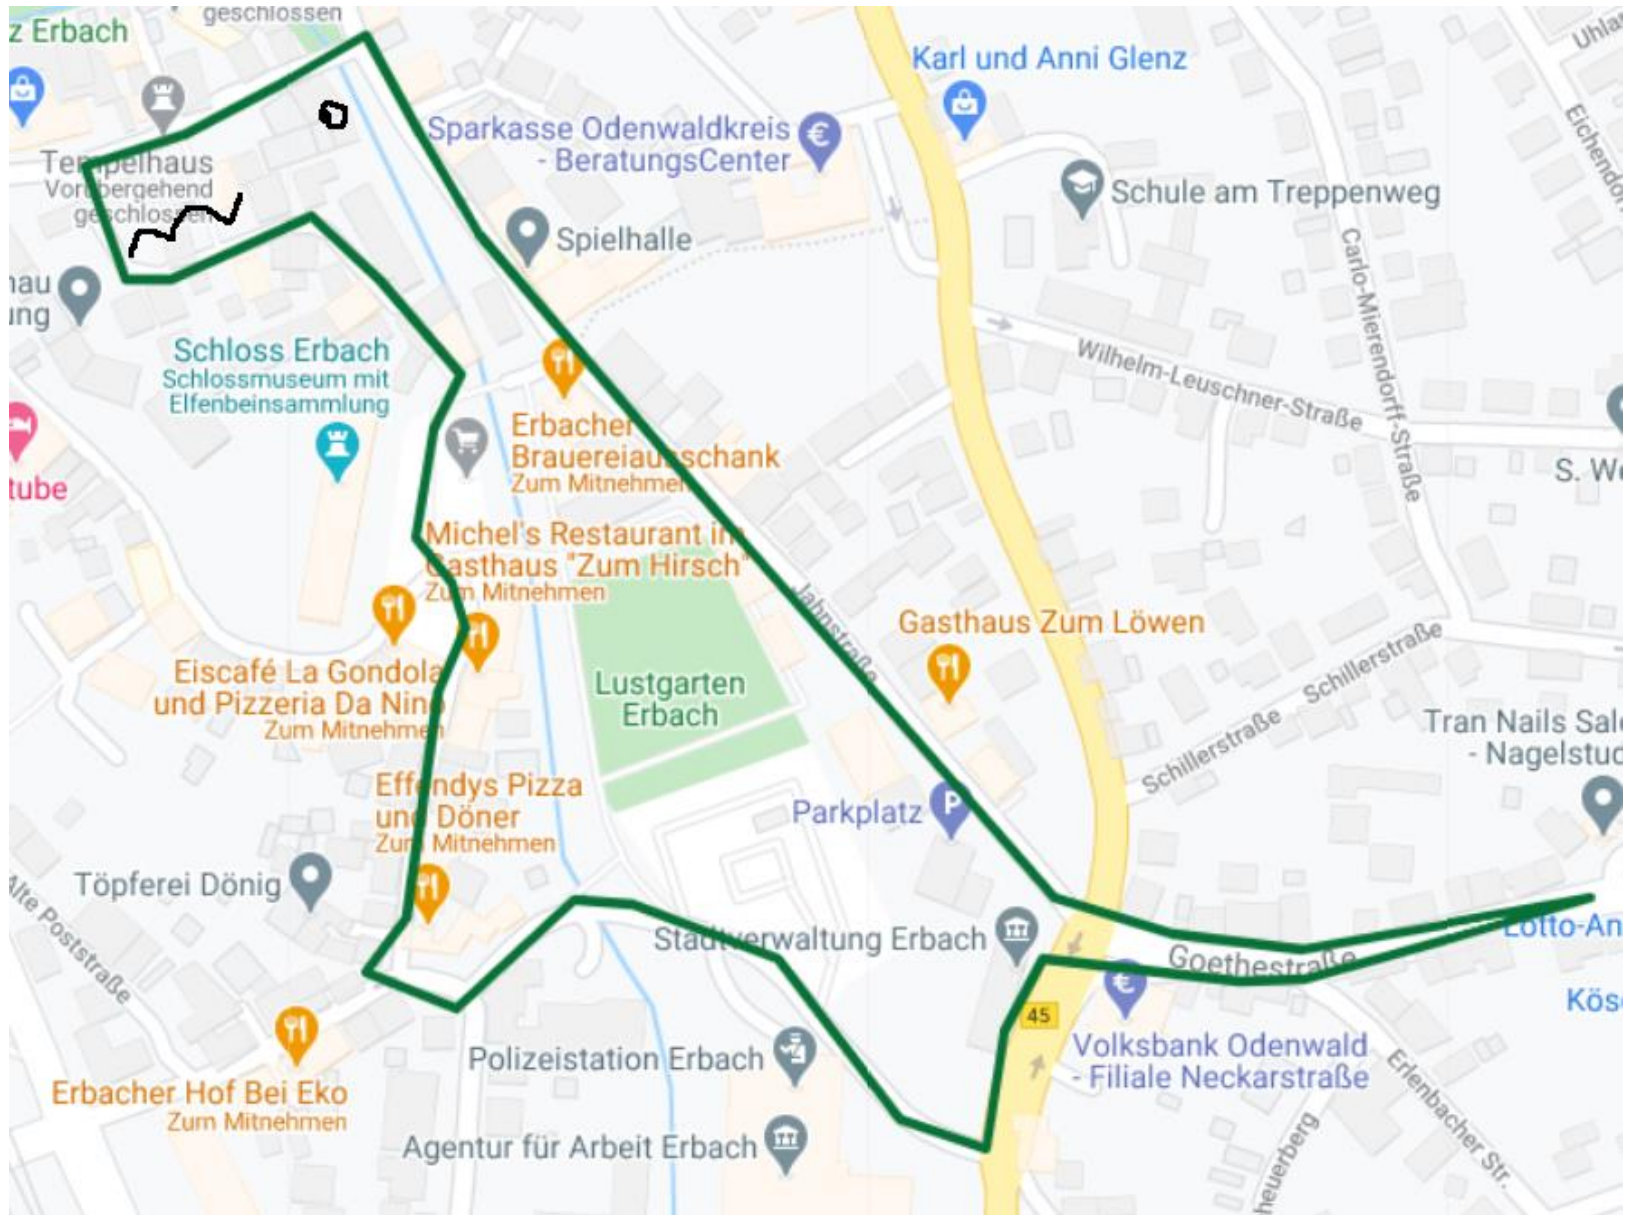 geschlossen
z Erbach
Karl und Anni Glenz
Uhla
Sparkasse Odenwaldkreis
- BeratungsCenter
€
Eichendo
Tempelhaus
Vorübergehend
geschlossen
Schule am Treppenweg
Spielhalle
nau
ung
Carlo-Mierendorff-Straße
Schloss Erbach
Schlossmuseum mit
Elfenbeinsammlung
Wilhelm-Leuschner-Straße
Erbacher
Brauereiausschank
Zum Mitnehmen
S. We
tube
Michel's Restaurant im
Gasthaus "Zum Hirsch"
Zum Mitnehmen
Jahnstraße
Gasthaus Zum Löwen
Schillerstraße
Schillerstraße
Eiscafé La Gondola
und Pizzeria Da Nino
Zum Mitnehmen
Lustgarten
Erbach
Tran Nails Sal
- Nagelstud
Effendys Pizza
und Döner
Zum Mitnehmen
Parkplatz
P
Töpferei Dönig
Alte Poststraße
Stadtverwaltung Erbach
Goethestraße
Lotto-An
€
Kös
45
Volksbank Odenwald
- Filiale Neckarstraße
Polizeistation Erbach
Erbacher Hof Bei Eko
Zum Mitnehmen
Erlenbacher Str.
heuerberg
Agentur für Arbeit Erbach